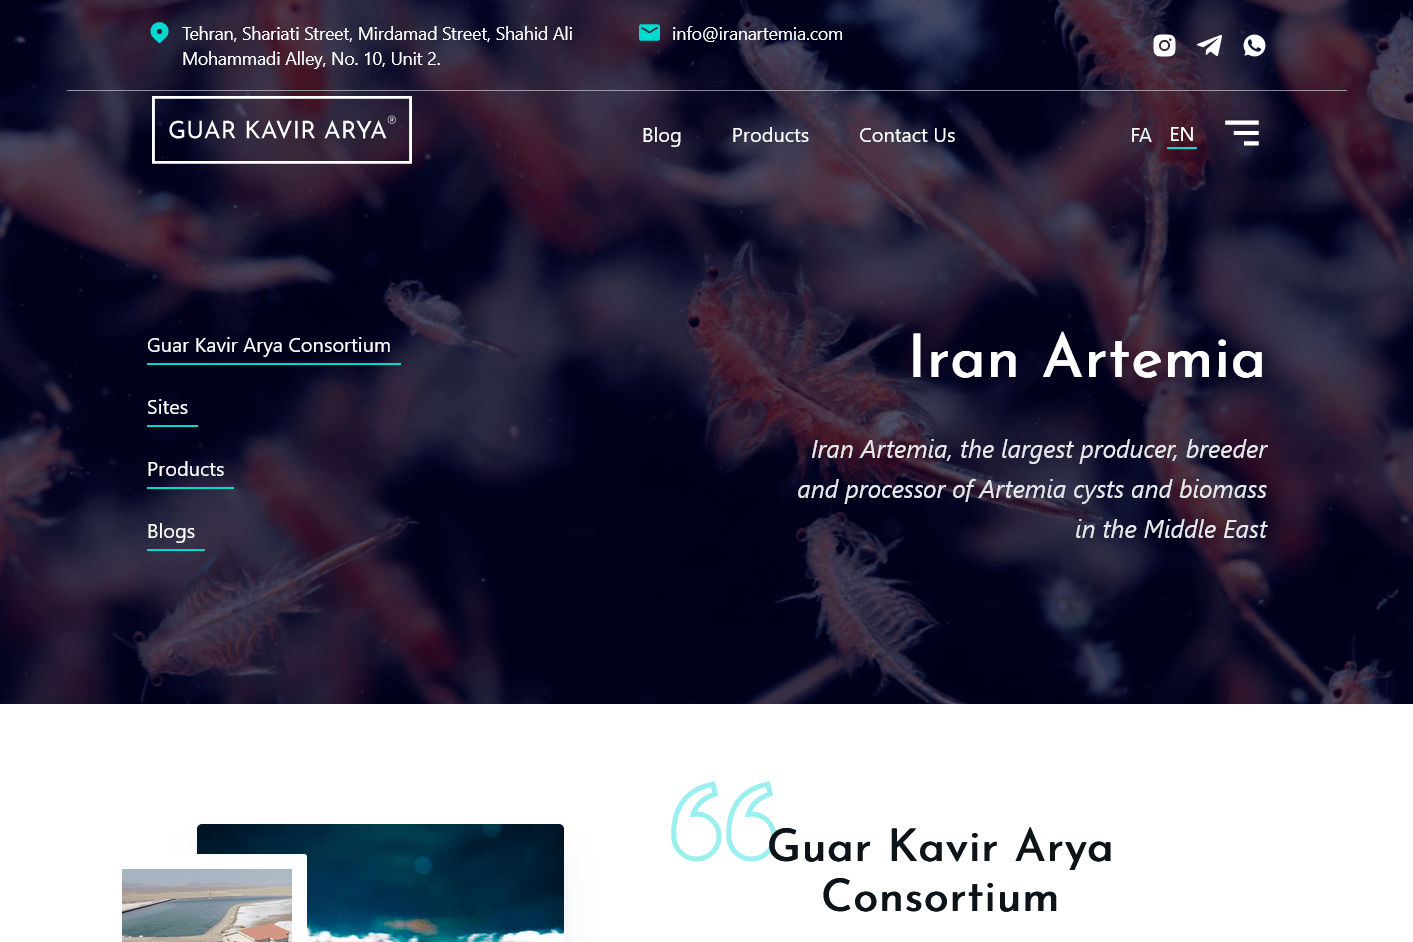 Tehran, Shariati Street, Mirdamad Street, Shahid Ali
Mohammadi Alley, No. 10, Unit 2.
info@iranartemia.com
GUAR KAVIR ARYA®
Blog
Products
Contact Us
FA
EN
Guar Kavir Arya Consortium
Sites
Products
Blogs
Iran Artemia
Iran Artemia, the largest producer, breeder
and processor of Artemia cysts and biomass
in the Middle East
Guar Kavir Arya
Consortium